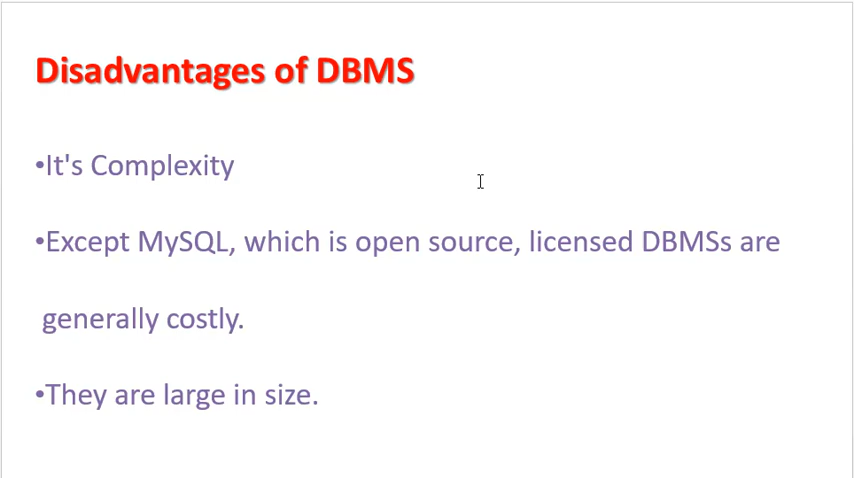 Disadvantages of DBMS
•It's Complexity
•Except MySQL, which is open source, licensed DBMSs are
generally costly.
•They are large in size.